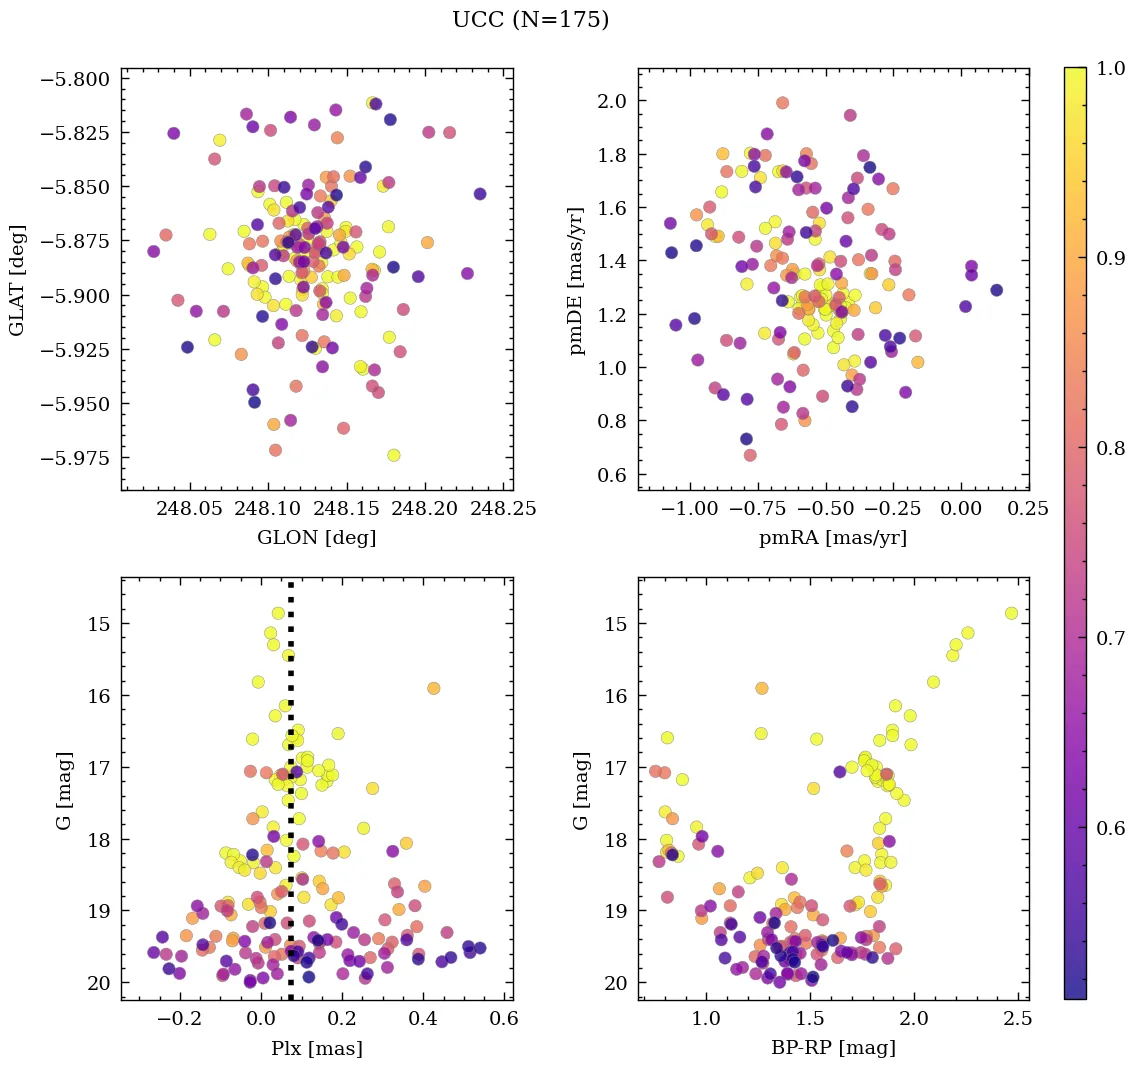 UCC (N=175)
−5.800
−5.825
−5.850
−5.875
−5.900
−5.925
−5.950
−5.975
GLAT [deg]
248.05 248.10 248.15 248.20 248.25
GLON [deg]
2.0
1.8
1.6
1.4
1.2
1.0
0.8
0.6
pmDE [mas/yr]
−1.00 −0.75 −0.50 −0.25 0.00 0.25
pmRA [mas/yr]
1.0
0.9
0.8
0.7
0.6
15
16
17
18
19
20
G [mag]
−0.2 0.0 0.2 0.4 0.6
Plx [mas]
15
16
17
18
19
20
G [mag]
1.0 1.5 2.0 2.5
BP-RP [mag]